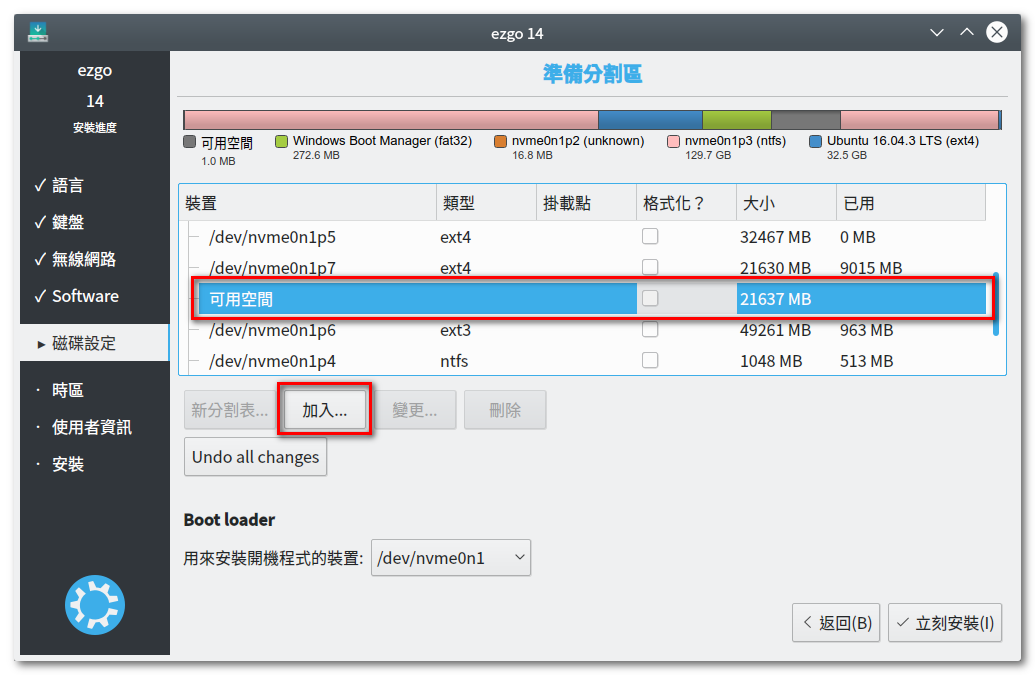 ezgo 14
ezgo
14
安裝進度
✓ 語言
✓ 鍵盤
✓ 無線網路
✓ Software
▸ 磁碟設定
· 時區
· 使用者資訊
· 安裝
準備分割區
可用空間 Windows Boot Manager (fat32) nvme0n1p2 (unknown) nvme0n1p3 (ntfs) Ubuntu 16.04.3 LTS (ext4)
1.0 MB 272.6 MB 16.8 MB 129.7 GB 32.5 GB
裝置 類型 掛載點 格式化？ 大小 已用
/dev/nvme0n1p5 ext4 32467 MB 0 MB
/dev/nvme0n1p7 ext4 21630 MB 9015 MB
可用空間 21637 MB
/dev/nvme0n1p6 ext3 49261 MB 963 MB
/dev/nvme0n1p4 ntfs 1048 MB 513 MB
新分割表... 加入... 變更... 刪除
Undo all changes
Boot loader
用來安裝開機程式的裝置: /dev/nvme0n1
返回(B) 立刻安裝(I)